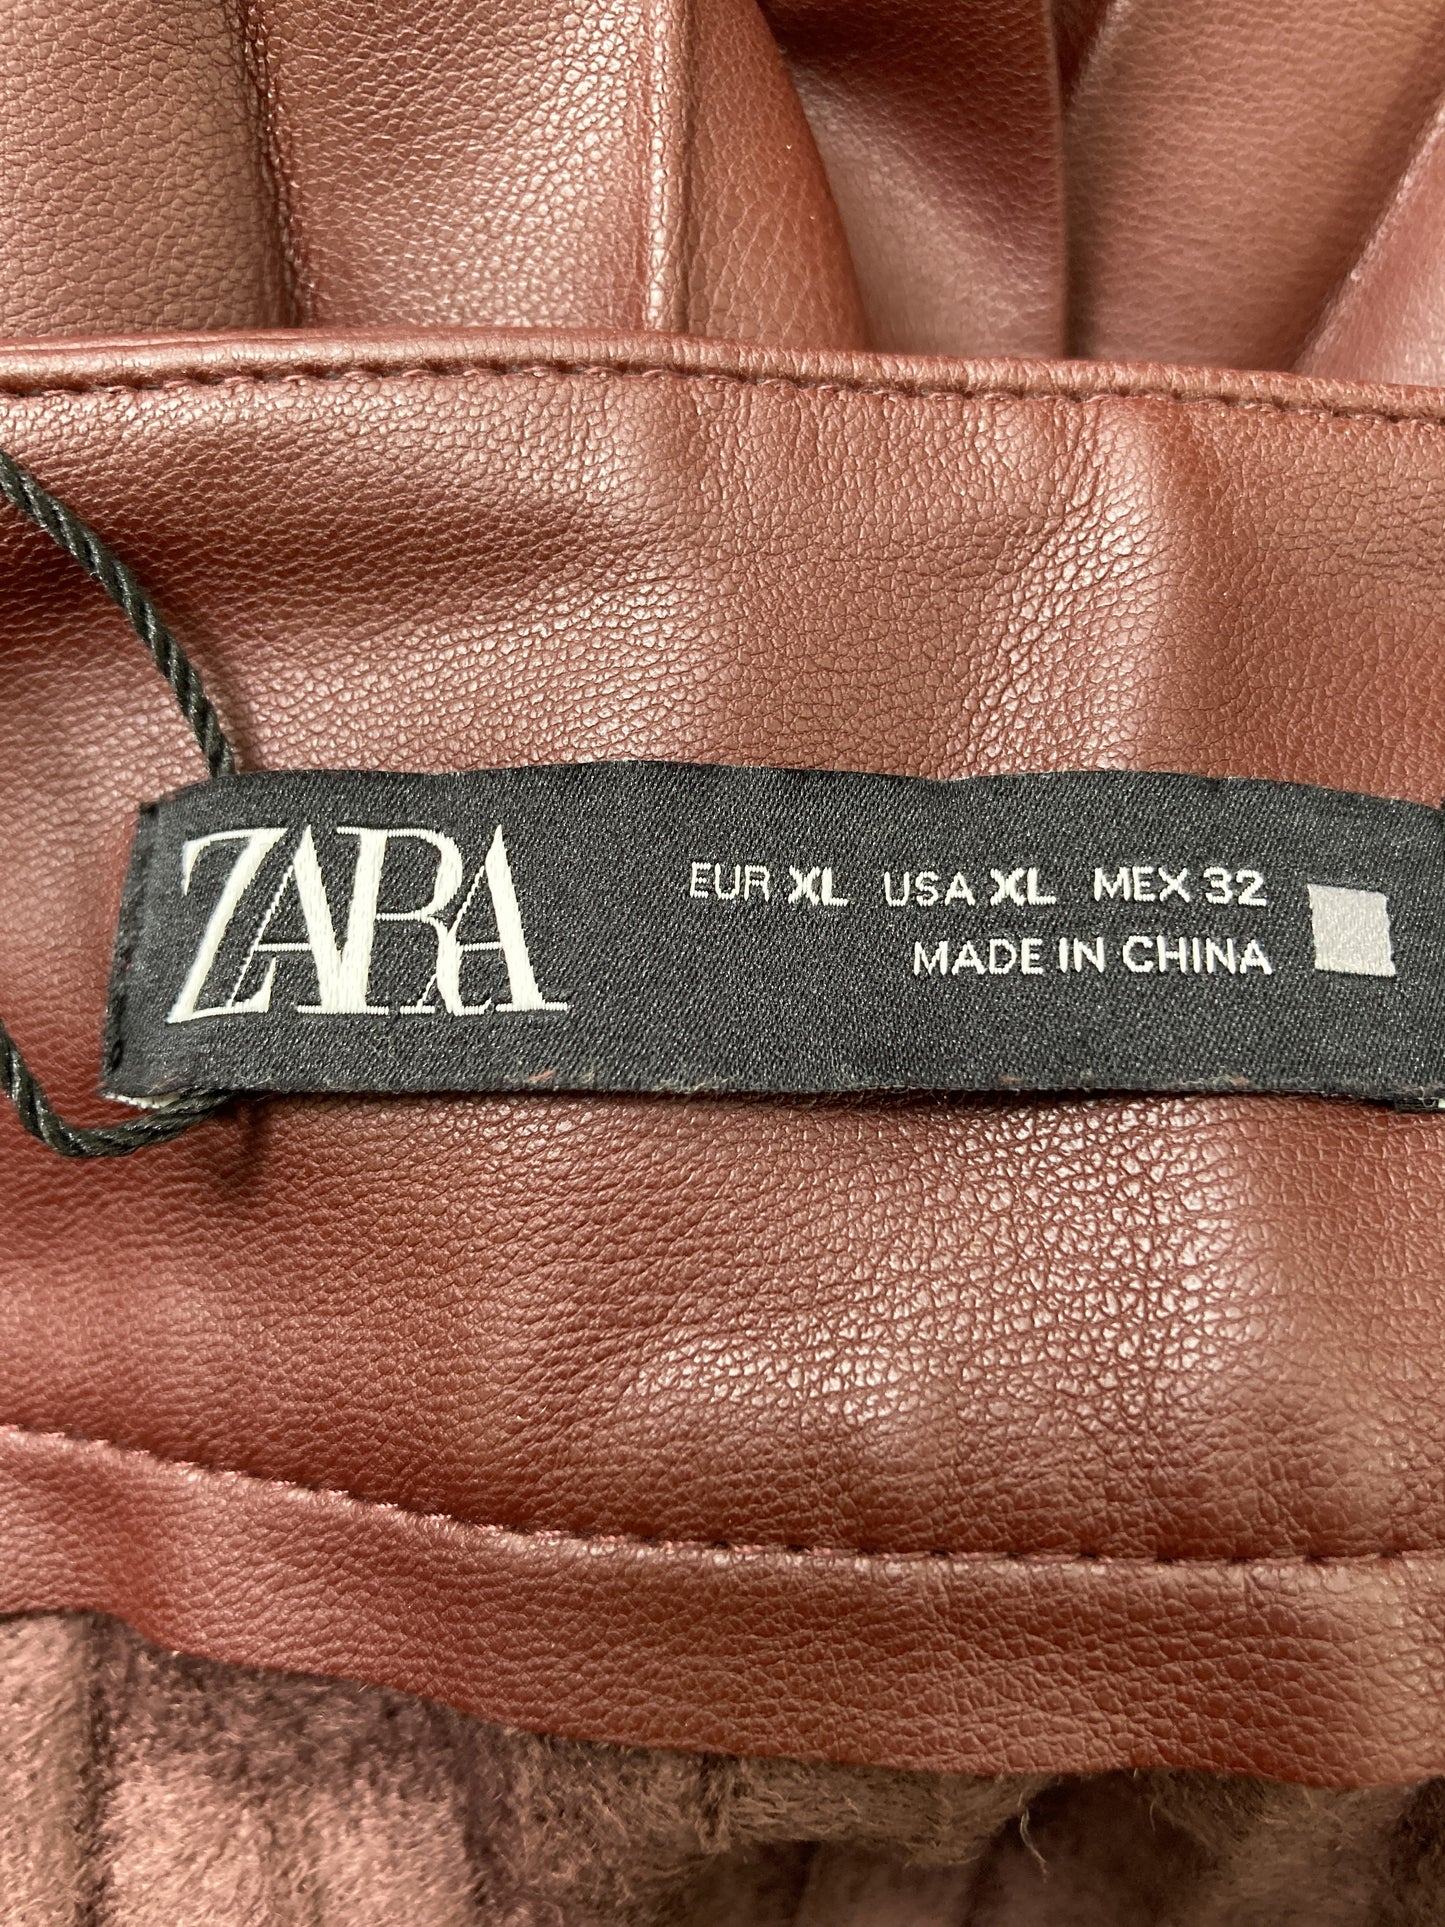 ZARA
EUR XL USA XL MEX 32
MADE IN CHINA